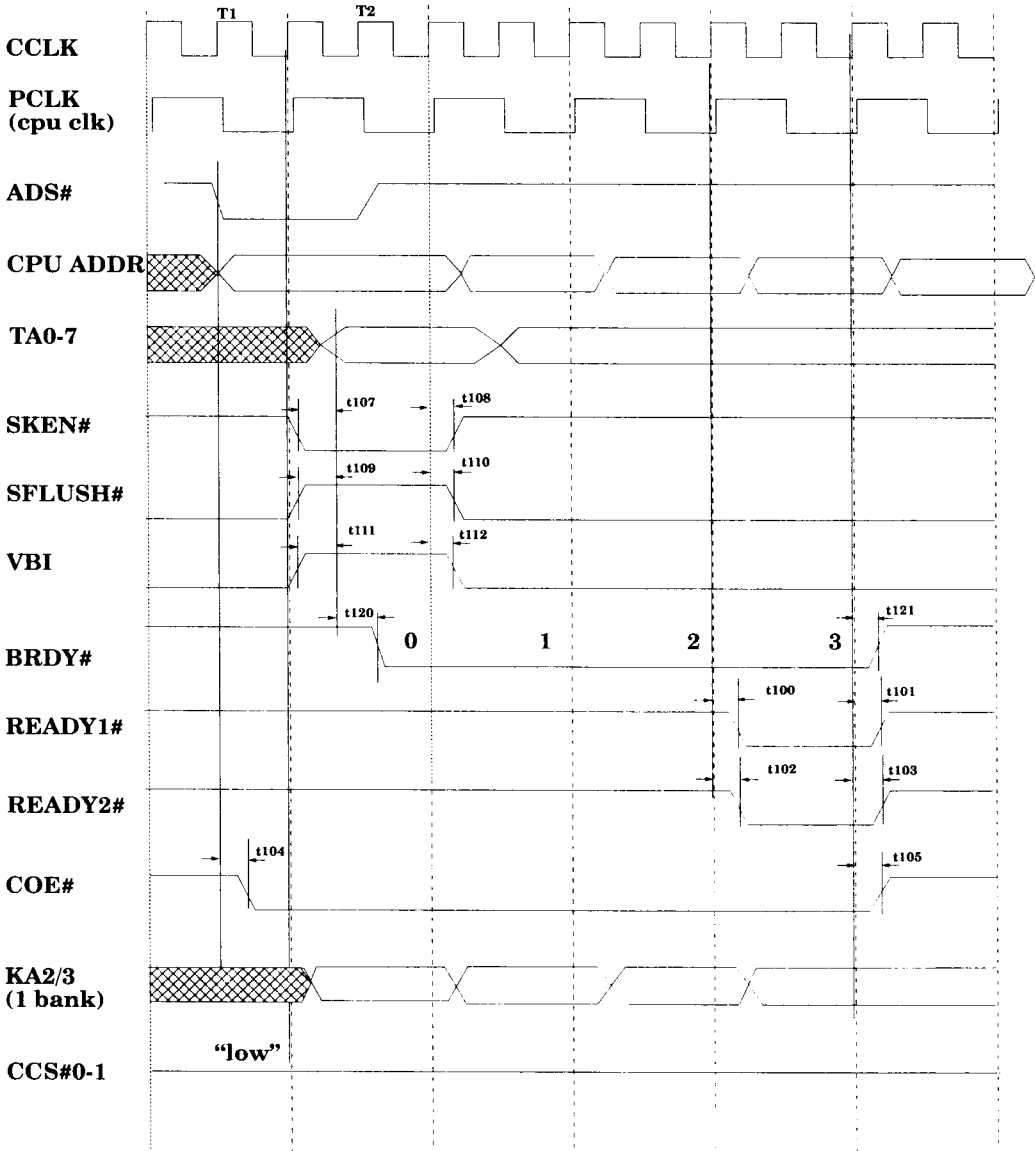 T1 T2
CCLK
PCLK
(cpu clk)
ADS#
CPU ADDR
TA0-7
t107 t108
SKEN#
t109 t110
SFLUSH#
t111 t112
VBI
t120 0 1 2 3 t121
BRDY#
t100 t101
READY1#
t102 t103
READY2#
t104 t105
COE#
KA2/3
(1 bank)
“low”
CCS#0-1